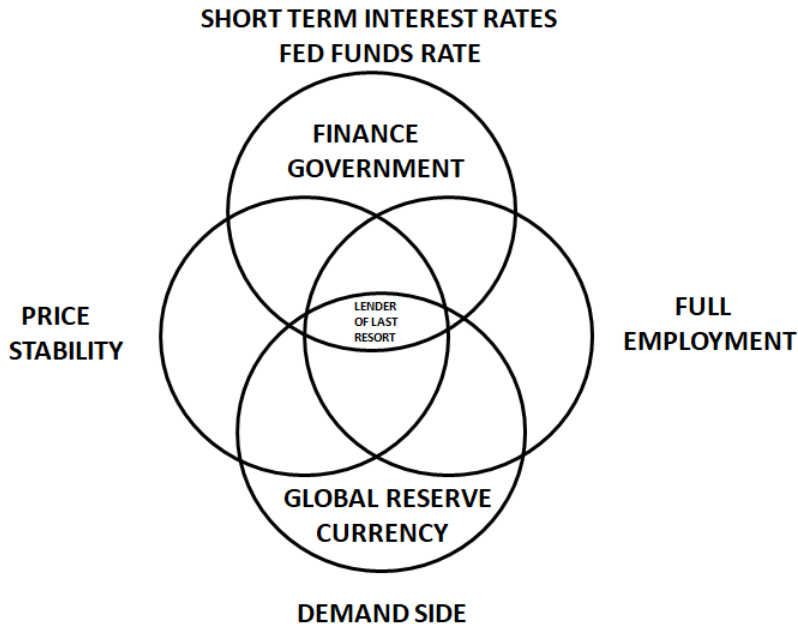 SHORT TERM INTEREST RATES
FED FUNDS RATE
FINANCE
GOVERNMENT
PRICE
STABILITY
LENDER
OF LAST
RESORT
FULL
EMPLOYMENT
GLOBAL RESERVE
CURRENCY
DEMAND SIDE